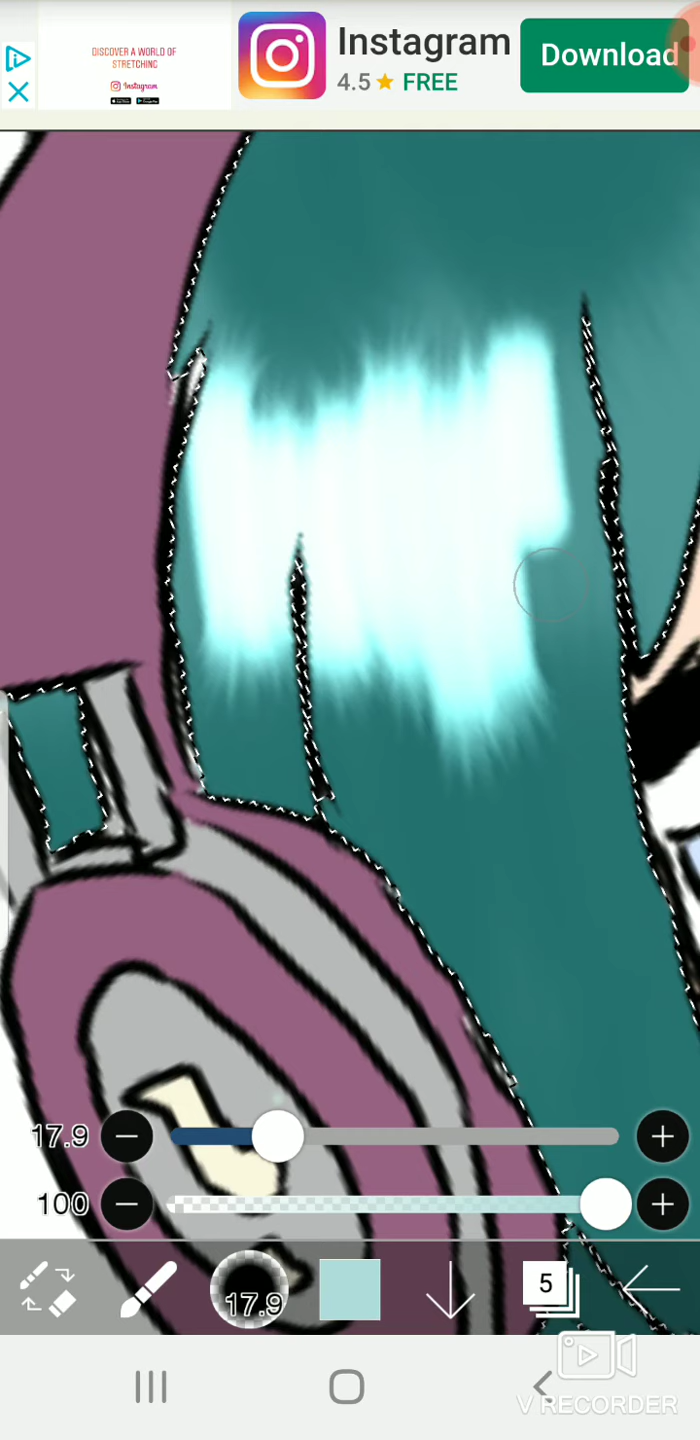 DISCOVER A WORLD OF
STRETCHING
Instagram
Instagram
4.5 FREE
Download
17.9
100
17.9
5
V RECORDER